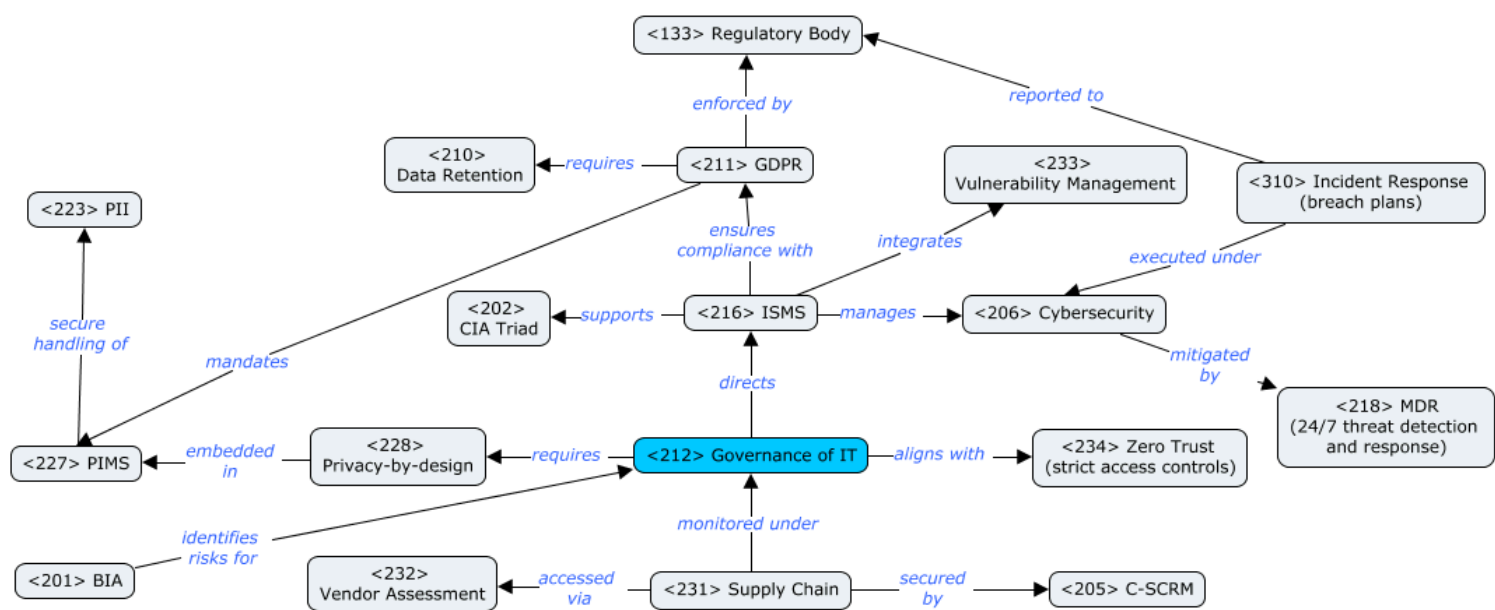 <133> Regulatory Body
enforced by
reported to
<210>
Data Retention
requires
<211> GDPR
<233>
Vulnerability Management
<310> Incident Response
(breach plans)
<223> PII
ensures
compliance with
integrates
executed under
<202>
CIA Triad
supports
<216> ISMS
manages
<206> Cybersecurity
secure
handling of
mandates
mitigated
by
directs
<218> MDR
(24/7 threat detection
and response)
<227> PIMS
embedded
in
<228>
Privacy-by-design
requires
<212> Governance of IT
aligns with
<234> Zero Trust
(strict access controls)
monitored under
identifies
risks for
<201> BIA
<232>
Vendor Assessment
accessed
via
<231> Supply Chain
secured
by
<205> C-SCRM